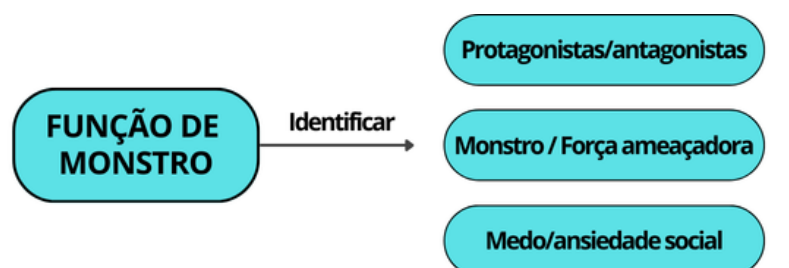 FUNÇÃO DE
MONSTRO
Identificar
Protagonistas/antagonistas
Monstro / Força ameaçadora
Medo/ansiedade social